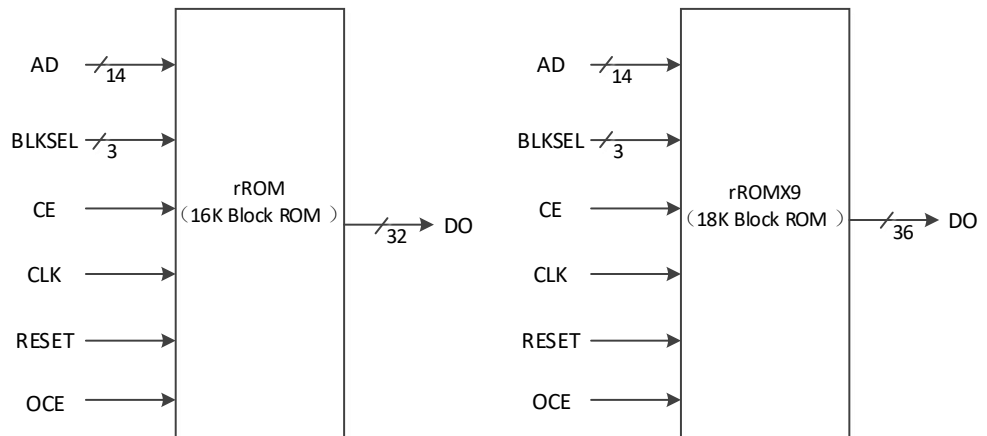 AD
14
BLKSEL
3
CE
CLK
RESET
OCE
rROM
（16K Block ROM ）
32
DO
AD
14
BLKSEL
3
CE
CLK
RESET
OCE
rROMX9
（18K Block ROM ）
36
DO